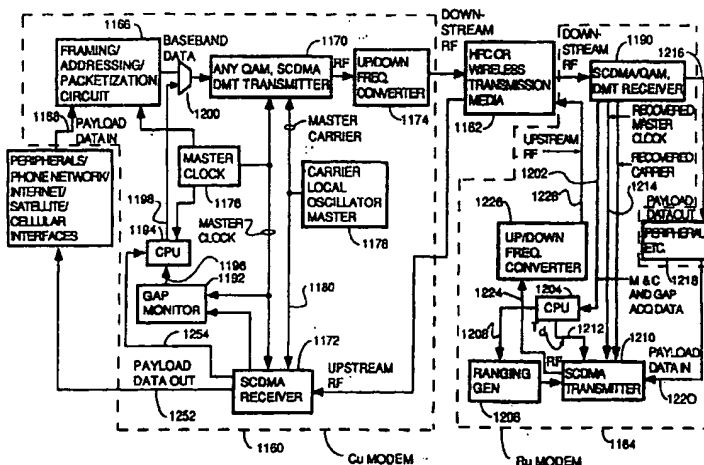 1166
FRAMING/
ADDRESSING/
PACKETIZATION
CIRCUIT
BASEBAND
DATA
1200
1170
ANY QAM, SCDMA
DMT TRANSMITTER
RF
UP/DOWN
FREQ.
CONVERTER
1174
DOWN-
STREAM
RF
HFC OR
WIRELESS
TRANSMISSION
MEDIA
1162
DOWN-
STREAM
RF
1190
1216
SCDMA/QAM,
DMT RECEIVER
1168
PAYLOAD
DATA IN
PERIPHERALS/
PHONE NETWORK/
INTERNET/
SATELLITE/
CELLULAR
INTERFACES
MASTER
CLOCK
1176
MASTER
CARRIER
CARRIER
LOCAL
OSCILLATOR
MASTER
1178
UPSTREAM
RF
1228
1202
RECOVERED
MASTER
CLOCK
RECOVERED
CARRIER
1214
1198
1194
CPU
1196
1192
GAP
MONITOR
MASTER
CLOCK
1180
1226
UP/DOWN
FREQ.
CONVERTER
PAYLOAD
DATA OUT
PERIPHERAL
ETC.
1218
M & C
AND GAP
ACQ DATA
1254
1172
SCDMA
RECEIVER
UPSTREAM
RF
PAYLOAD
DATA OUT
1252
1224
1204
CPU
1208
Td
1212
1210
RANGING
GEN
RF
SCDMA
TRANSMITTER
PAYLOAD
DATA IN
1220
1206
1160
Cu MODEM
Ru MODEM
1164